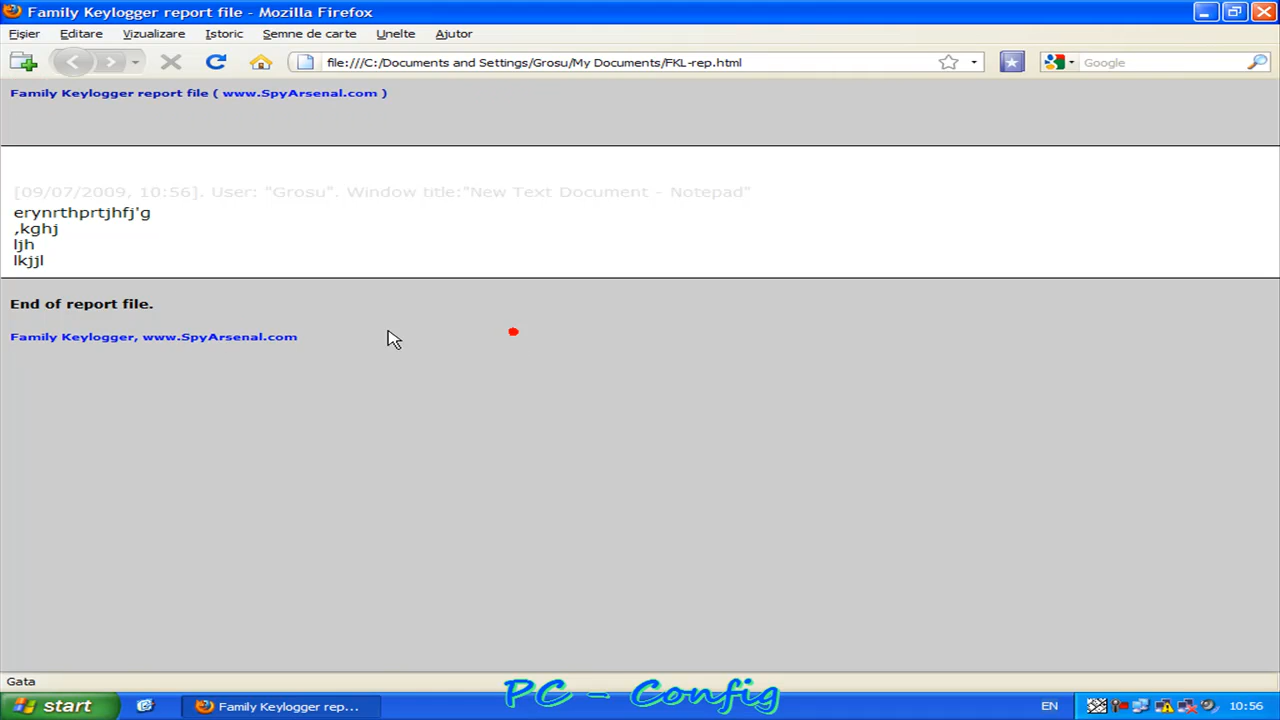 Family Keylogger report file - Mozilla Firefox
Fișier Editare Vizualizare Istoric Semne de carte Unelte Ajutor
file:///C:/Documents and Settings/Grosu/My Documents/FKL-rep.html
Google
Family Keylogger report file ( www.SpyArsenal.com )
[09/07/2009, 10:56]. User: "Grosu". Window title:"New Text Document - Notepad"
erynrthprtjhfj'g
,kghj
ljh
lkjjl
End of report file.
Family Keylogger, www.SpyArsenal.com
Gata
PC - Config
start
Family Keylogger rep...
EN
10:56